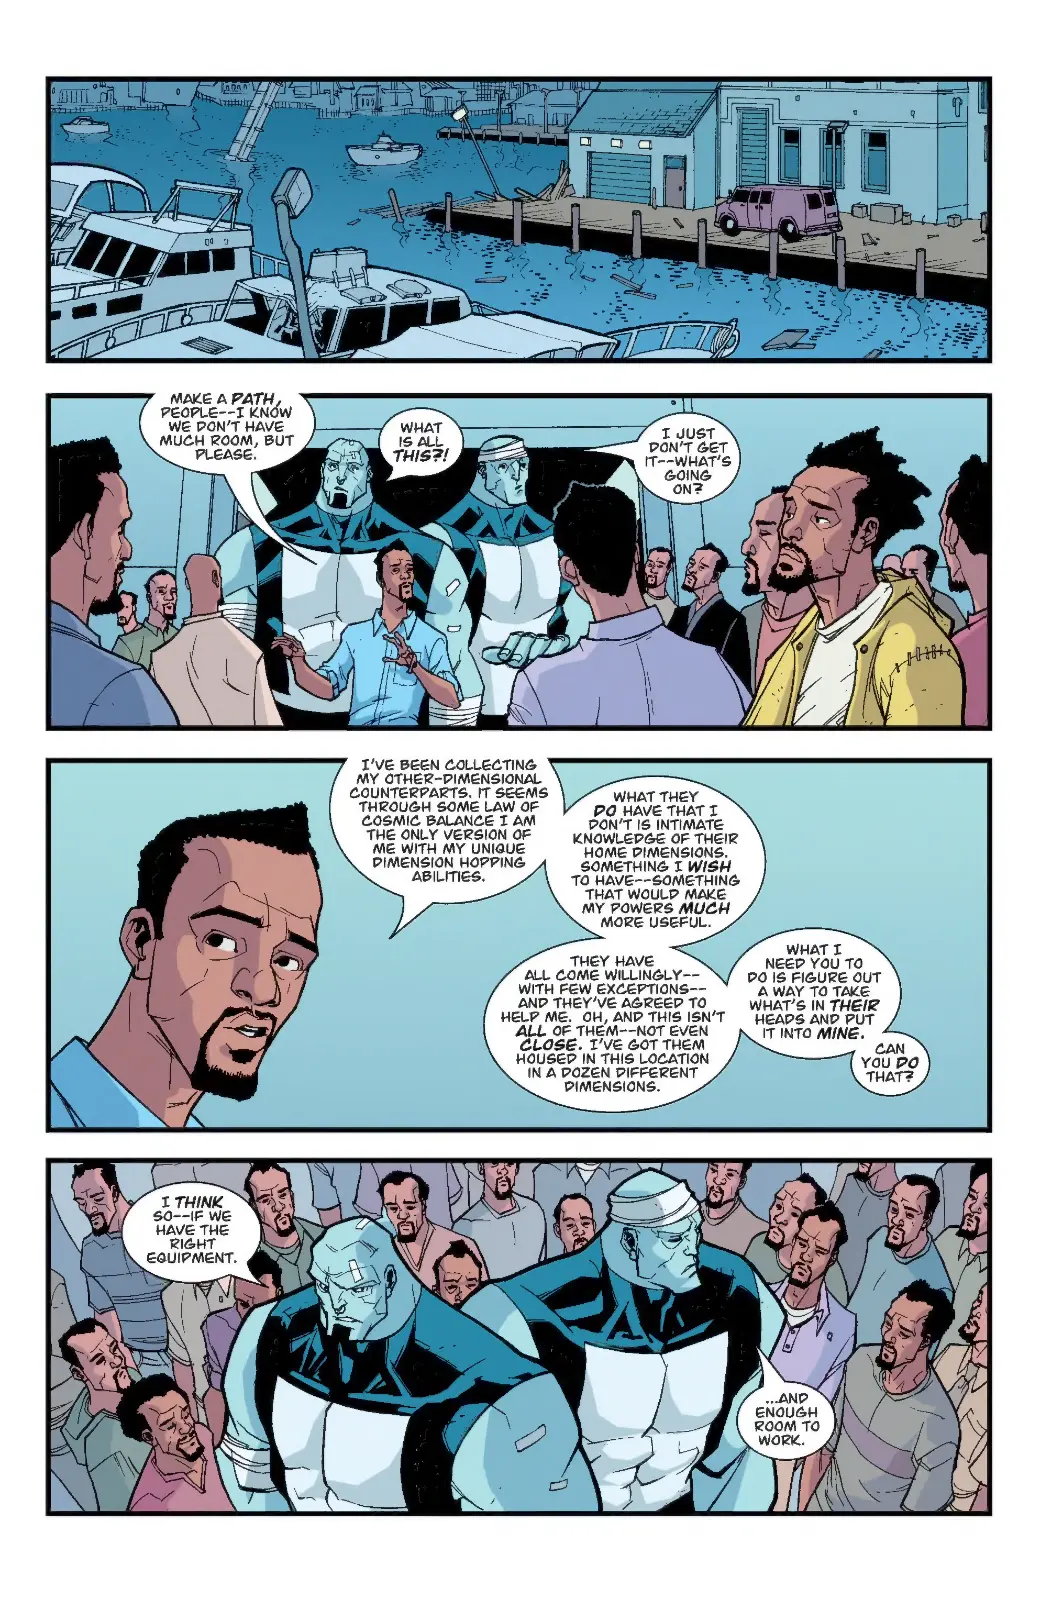 MAKE A PATH,
PEOPLE--I KNOW
WE DON'T HAVE
MUCH ROOM, BUT
PLEASE.
WHAT
IS ALL
THIS?!
I JUST
DON'T GET
IT--WHAT'S
GOING
ON?
I'VE BEEN COLLECTING
MY OTHER-DIMENSIONAL
COUNTERPARTS. IT SEEMS
THROUGH SOME LAW OF
COSMIC BALANCE I AM
THE ONLY VERSION OF
ME WITH MY UNIQUE
DIMENSION HOPPING
ABILITIES.
WHAT THEY
DO HAVE THAT I
DON'T IS INTIMATE
KNOWLEDGE OF THEIR
HOME DIMENSIONS.
SOMETHING I WISH
TO HAVE--SOMETHING
THAT WOULD MAKE
MY POWERS MUCH
MORE USEFUL.
THEY HAVE
ALL COME WILLINGLY--
WITH FEW EXCEPTIONS--
AND THEY'VE AGREED TO
HELP ME. OH, AND THIS ISN'T
ALL OF THEM--NOT EVEN
CLOSE. I'VE GOT THEM
HOUSED IN THIS LOCATION
IN A DOZEN DIFFERENT
DIMENSIONS.
WHAT I
NEED YOU TO
DO IS FIGURE OUT
A WAY TO TAKE
WHAT'S IN THEIR
HEADS AND PUT
IT INTO MINE.
CAN
YOU DO
THAT?
I THINK
SO--IF WE
HAVE THE
RIGHT
EQUIPMENT.
...AND
ENOUGH
ROOM TO
WORK.